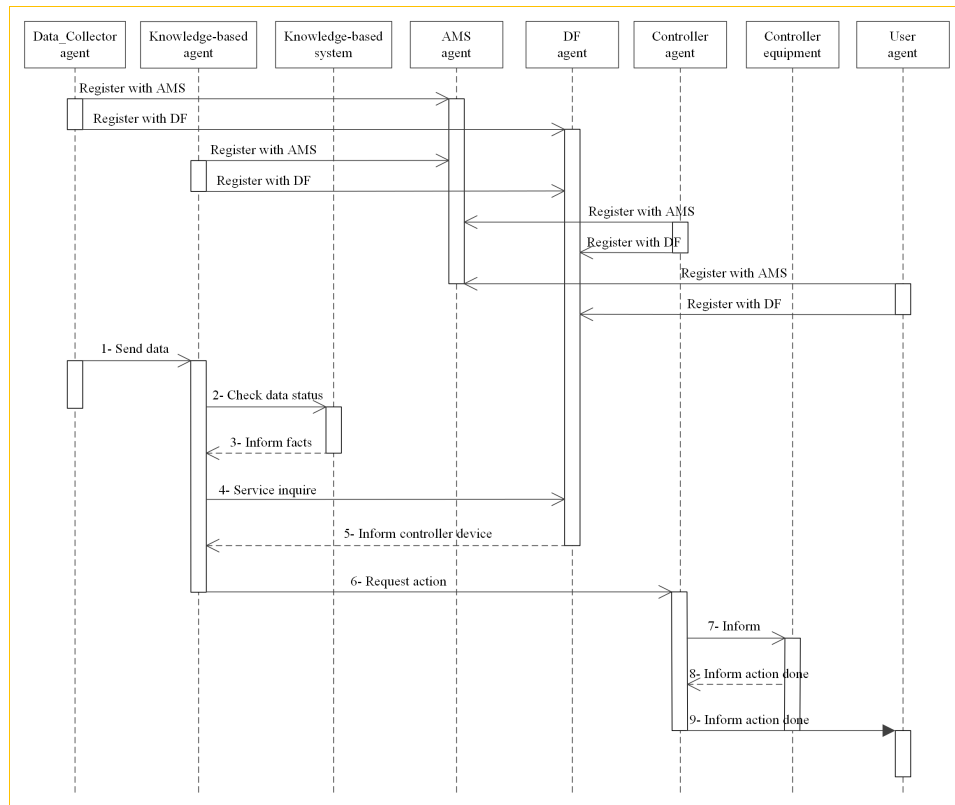 Data_Collector
agent
Knowledge-based
agent
Knowledge-based
system
AMS
agent
DF
agent
Controller
agent
Controller
equipment
User
agent
Register with AMS
Register with DF
Register with AMS
Register with DF
Register with AMS
Register with DF
Register with AMS
Register with DF
1- Send data
2- Check data status
3- Inform facts
4- Service inquire
5- Inform controller device
6- Request action
7- Inform
8- Inform action done
9- Inform action done